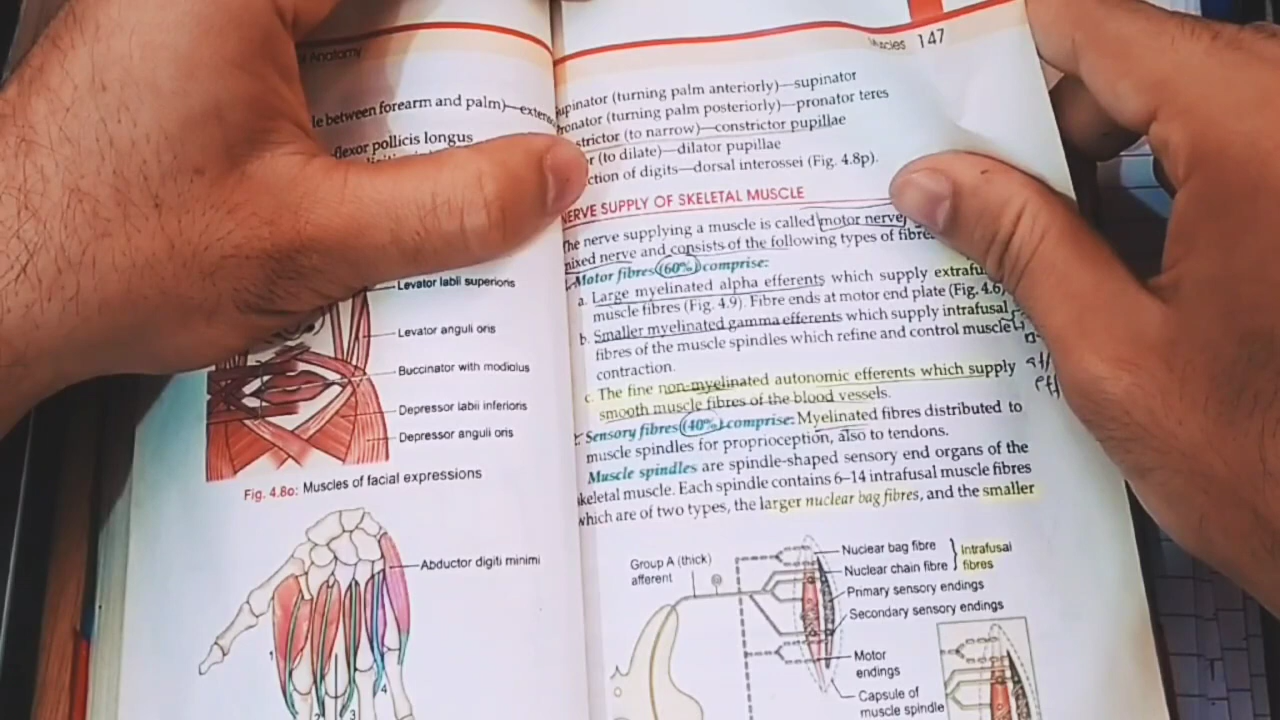 Anatomy
le between forearm and palm)—exten
flexor pollicis longus
Levator labii superioris
Levator anguli oris
Buccinator with modiolus
Depressor labii inferioris
Depressor anguli oris
Fig. 4.8o: Muscles of facial expressions
Abductor digiti minimi
1
2
3
4
Muscles 147
Supinator (turning palm anteriorly)—supinator
Pronator (turning palm posteriorly)—pronator teres
strictor (to narrow)—constrictor pupillae
r (to dilate)—dilator pupillae
ction of digits—dorsal interossei (Fig. 4.8p).
NERVE SUPPLY OF SKELETAL MUSCLE
The nerve supplying a muscle is called motor nerve
mixed nerve and consists of the following types of fibre
Motor fibres (60%) comprise:
a. Large myelinated alpha efferents which supply extrafu
muscle fibres (Fig. 4.9). Fibre ends at motor end plate (Fig. 4.6)
b. Smaller myelinated gamma efferents which supply intrafusal
fibres of the muscle spindles which refine and control muscle
contraction.
c. The fine non-myelinated autonomic efferents which supply
smooth muscle fibres of the blood vessels.
Sensory fibres (40%) comprise: Myelinated fibres distributed to
muscle spindles for proprioception, also to tendons.
Muscle spindles are spindle-shaped sensory end organs of the
skeletal muscle. Each spindle contains 6–14 intrafusal muscle fibres
which are of two types, the larger nuclear bag fibres, and the smaller
Group A (thick)
afferent
Nuclear bag fibre
Nuclear chain fibre
Intrafusal
fibres
Primary sensory endings
Secondary sensory endings
Motor
endings
Capsule of
muscle spindle